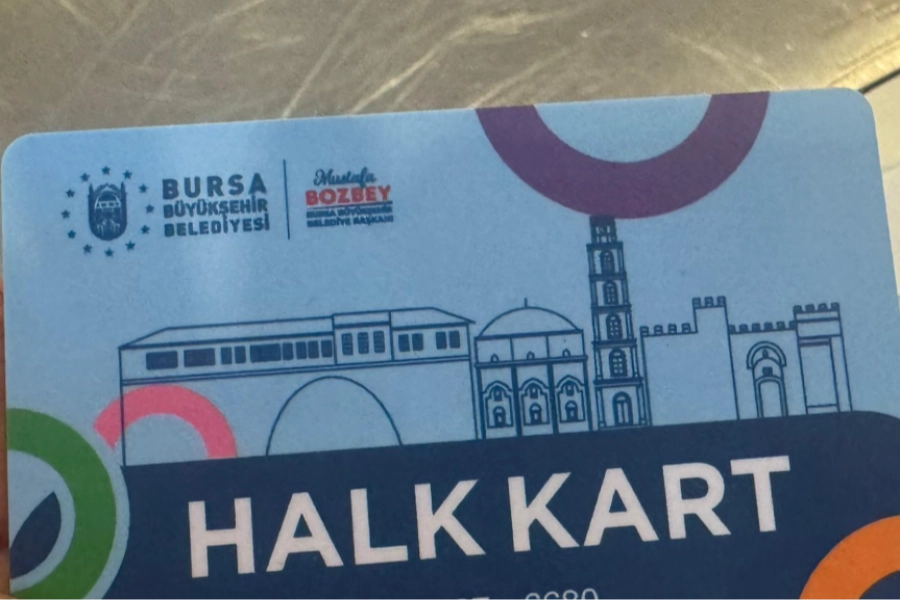 BURSA
BÜYÜKŞEHİR
BELEDİYESİ
Mustafa
BOZBEY
BURSA BÜYÜKŞEHİR
BELEDİYE BAŞKANI
HALK KART